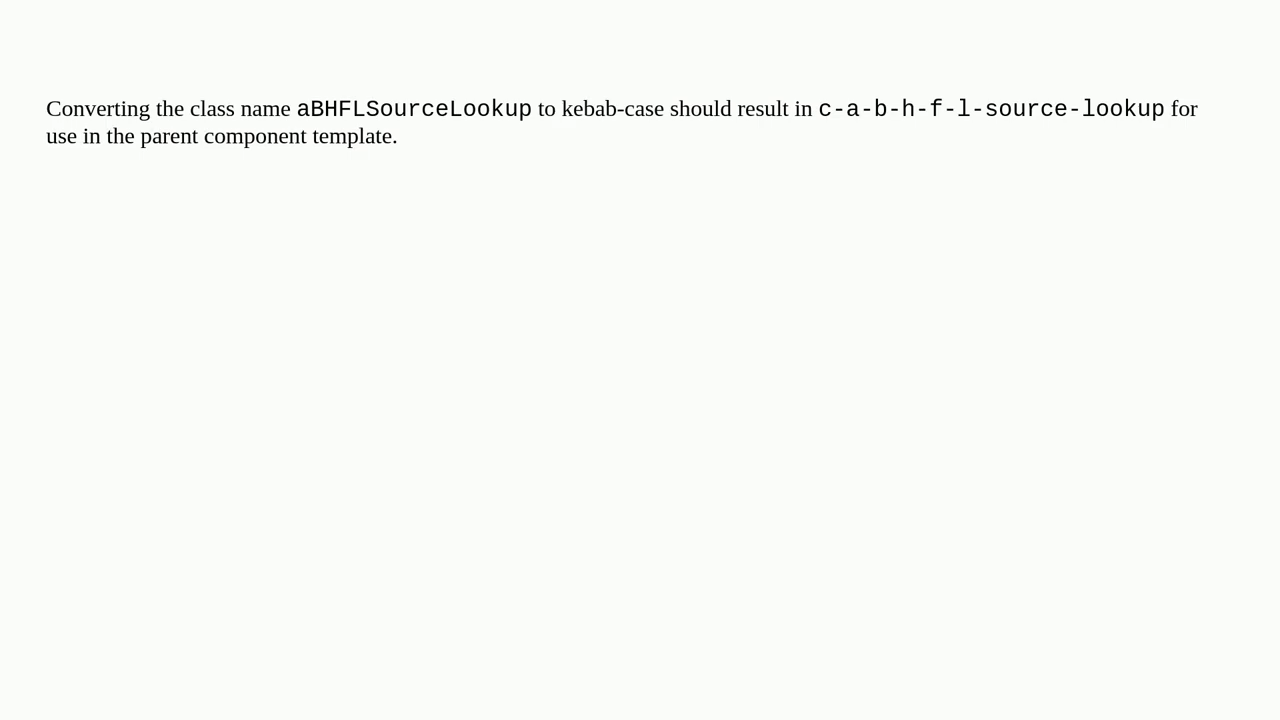 Converting the class name aBHFLSourceLookup to kebab-case should result in c-a-b-h-f-l-source-lookup for
use in the parent component template.